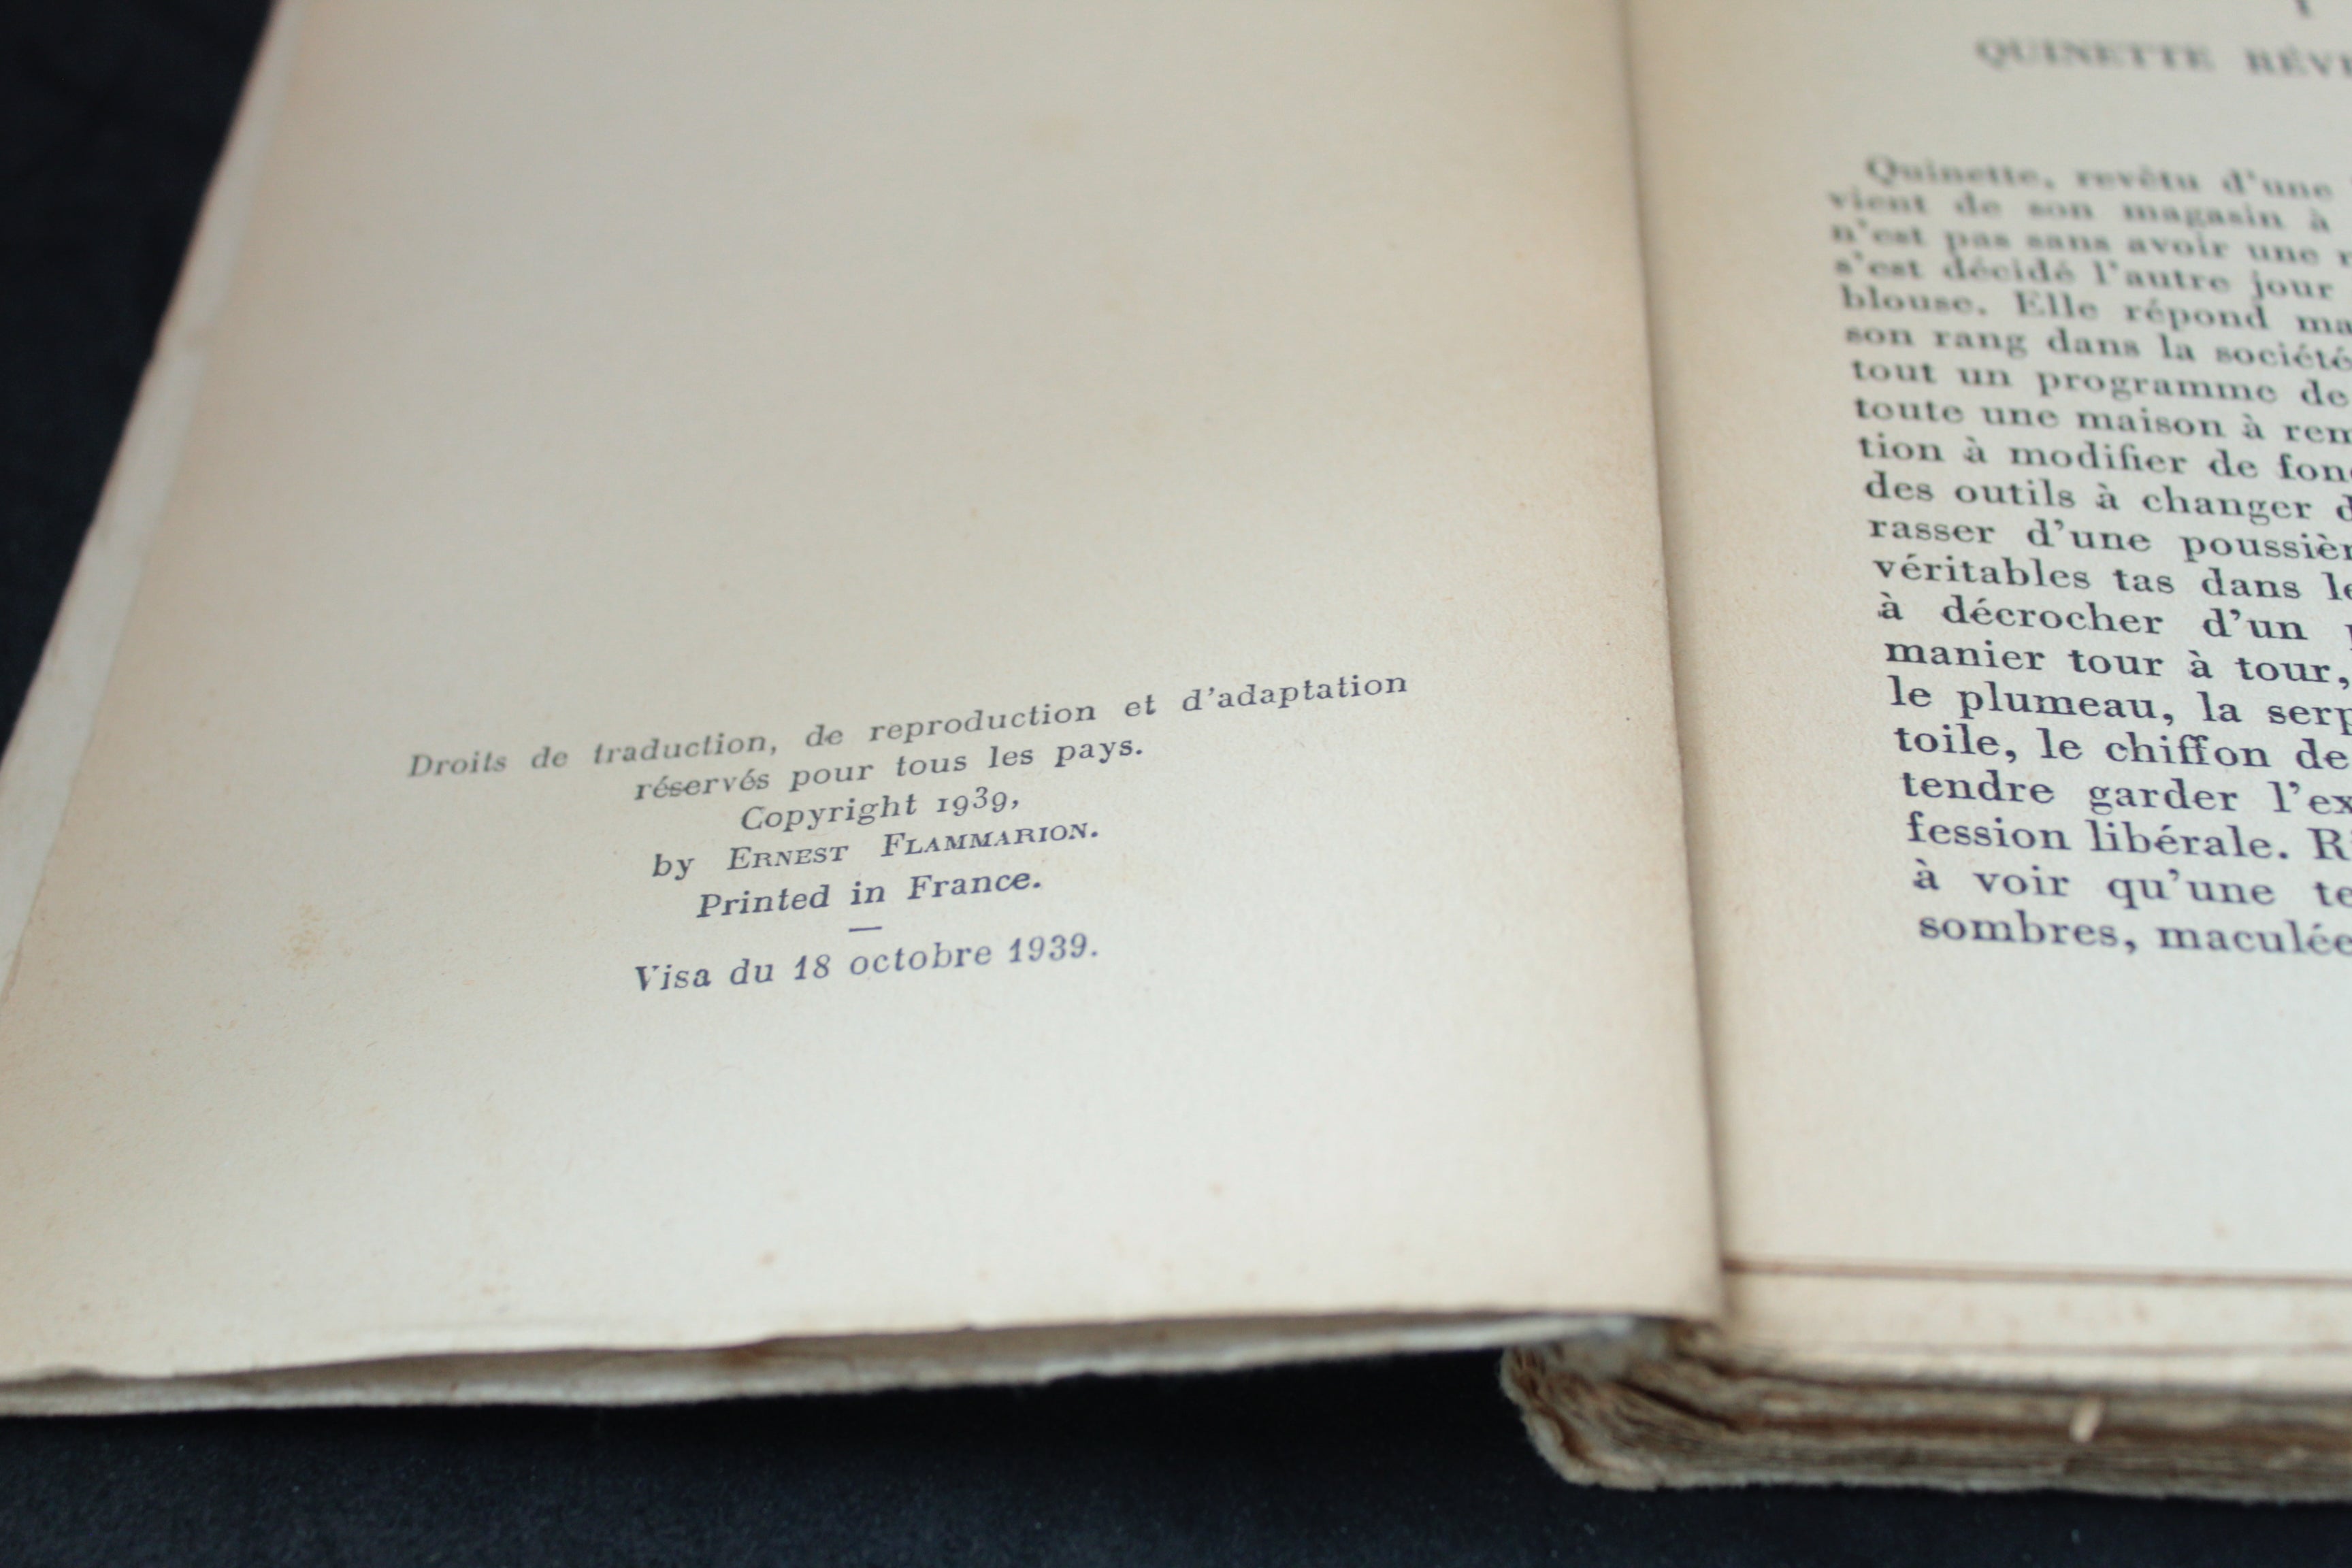 Droits de traduction, de reproduction et d'adaptation
réservés pour tous les pays.
Copyright 1939,
by ERNEST FLAMMARION.
Printed in France.
—
Visa du 18 octobre 1939.
QUINETTE
Quinette, revêtu d'une
vient de son magasin à
n'est pas sans avoir une
s'est décidé l'autre jour
blouse. Elle répond
son rang dans la société
tout un programme de
toute une maison à
tion à modifier de
des outils à changer
rasser d'une
véritables tas dans
à décrocher d'un
manier tour à tour,
le plumeau, la
toile, le chiffon de
tendre garder
fession libérale.
à voir qu'une
sombres,